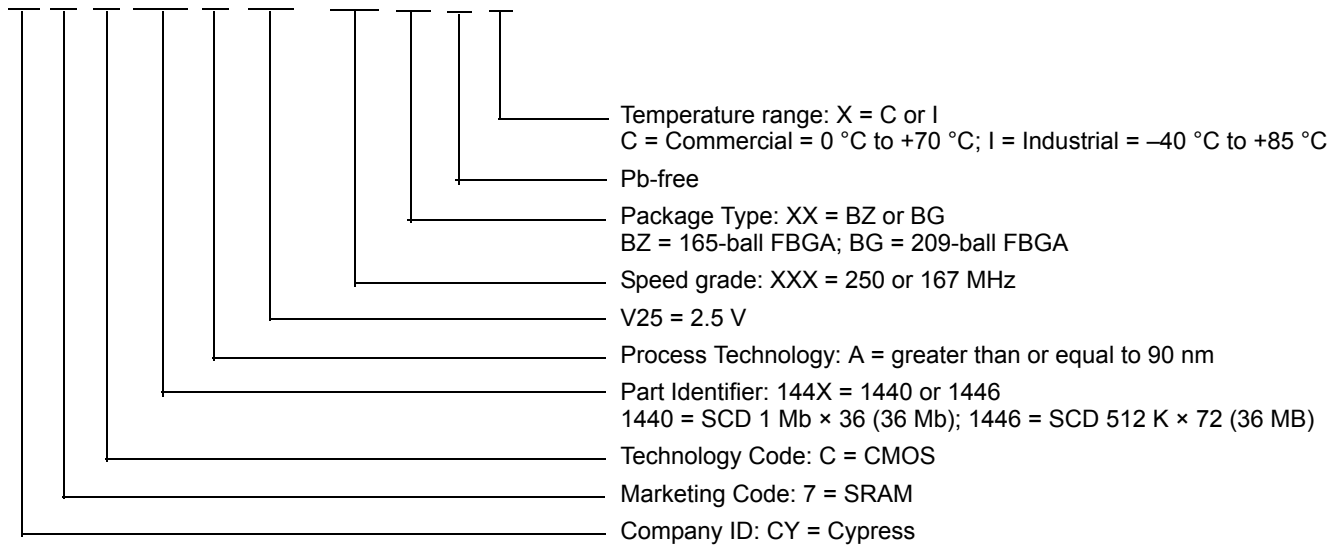 Temperature range: X = C or I
C = Commercial = 0 °C to +70 °C; I = Industrial = –40 °C to +85 °C
Pb-free
Package Type: XX = BZ or BG
BZ = 165-ball FBGA; BG = 209-ball FBGA
Speed grade: XXX = 250 or 167 MHz
V25 = 2.5 V
Process Technology: A = greater than or equal to 90 nm
Part Identifier: 144X = 1440 or 1446
1440 = SCD 1 Mb × 36 (36 Mb); 1446 = SCD 512 K × 72 (36 MB)
Technology Code: C = CMOS
Marketing Code: 7 = SRAM
Company ID: CY = Cypress